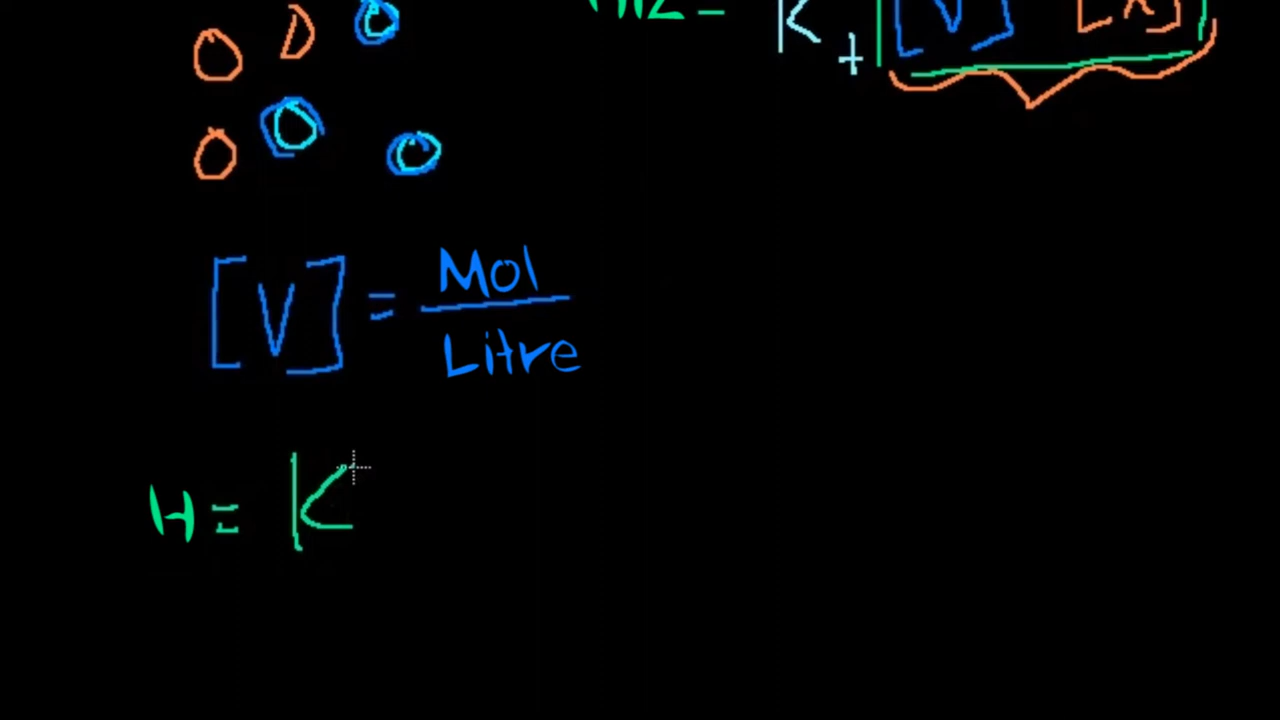 = K+ [V] [X]
[V] = Mol
Litre
H = K